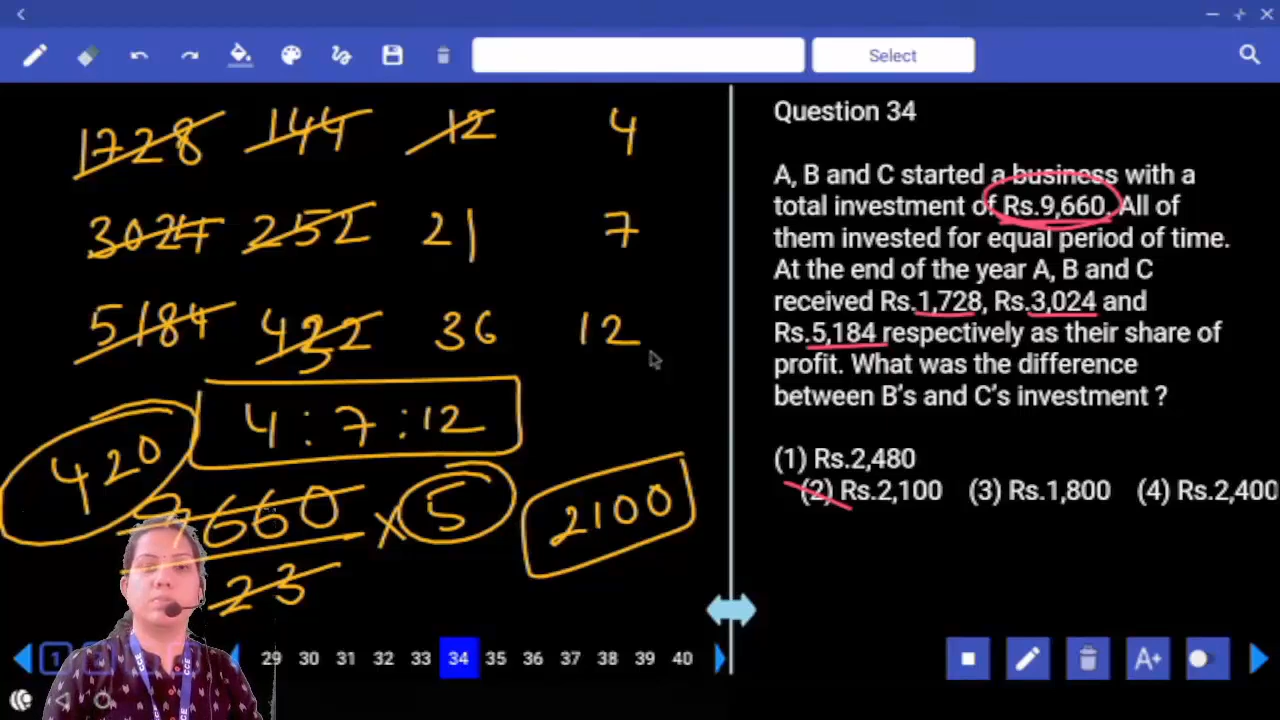 Select
1728 144 12 4
3024 252 21 7
5184 432 36 12
4 : 7 : 12
420
9660 × 5
23
2100
Question 34
A, B and C started a business with a
total investment of Rs.9,660. All of
them invested for equal period of time.
At the end of the year A, B and C
received Rs.1,728, Rs.3,024 and
Rs.5,184 respectively as their share of
profit. What was the difference
between B's and C's investment ?
(1) Rs.2,480
(2) Rs.2,100 (3) Rs.1,800 (4) Rs.2,400
1 29 30 31 32 33 34 35 36 37 38 39 40
A+
CCE